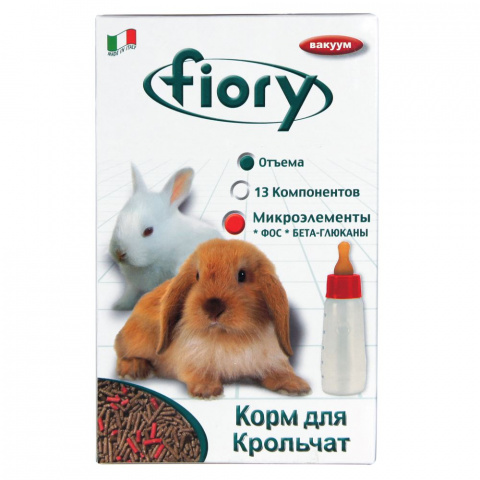 MADE IN ITALY
вакуум
fiory
Отъема
13 Компонентов
Микроэлементы
* ФОС * БЕТА-ГЛЮКАНЫ
Корм для
Крольчат